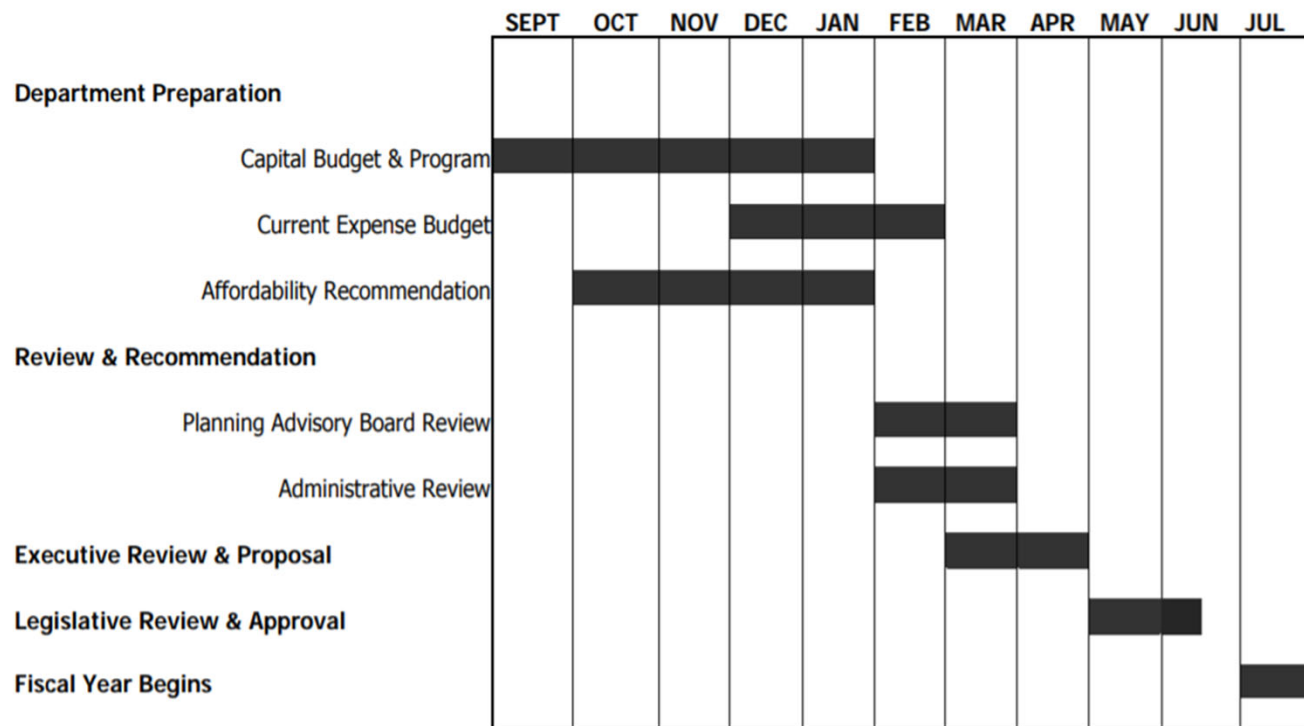 SEPT OCT NOV DEC JAN FEB MAR APR MAY JUN JUL
Department Preparation
Capital Budget & Program
Current Expense Budget
Affordability Recommendation
Review & Recommendation
Planning Advisory Board Review
Administrative Review
Executive Review & Proposal
Legislative Review & Approval
Fiscal Year Begins